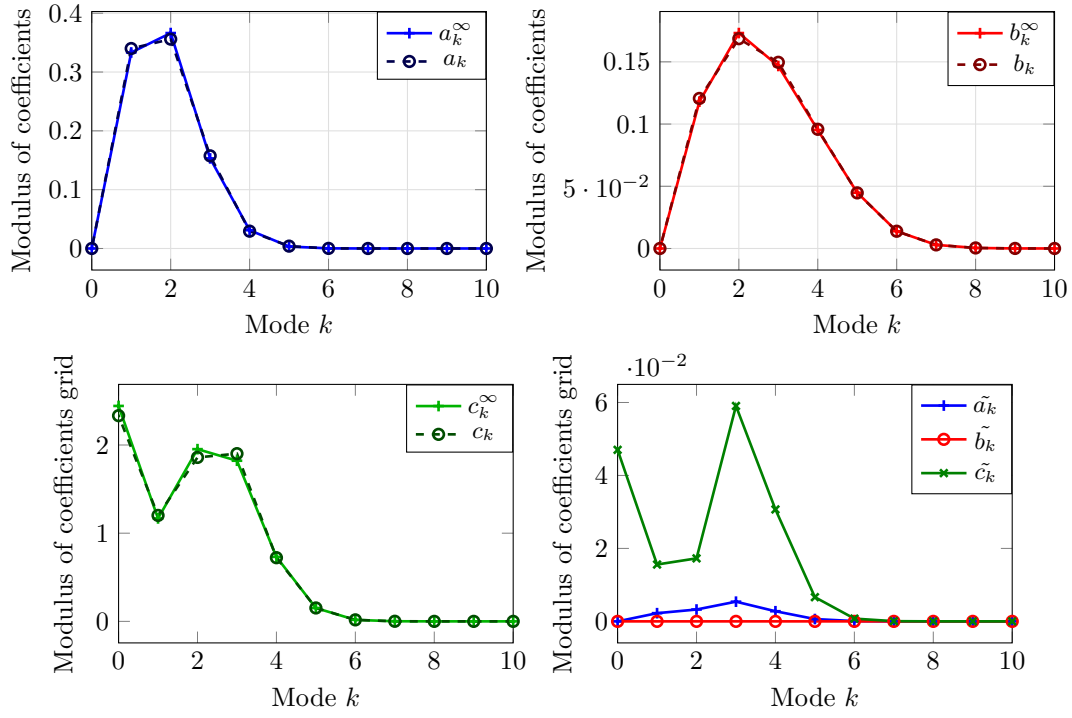 0.4
0.3
0.2
0.1
0
0 2 4 6 8 10
Modulus of coefficients
Mode k
a_k^∞
a_k
0.15
0.1
5 · 10^−2
0
0 2 4 6 8 10
Modulus of coefficients
Mode k
b_k^∞
b_k
2
1
0
0 2 4 6 8 10
Modulus of coefficients grid
Mode k
c_k^∞
c_k
·10^−2
6
4
2
0
0 2 4 6 8 10
Modulus of coefficients grid
Mode k
ã_k
b̃_k
c̃_k